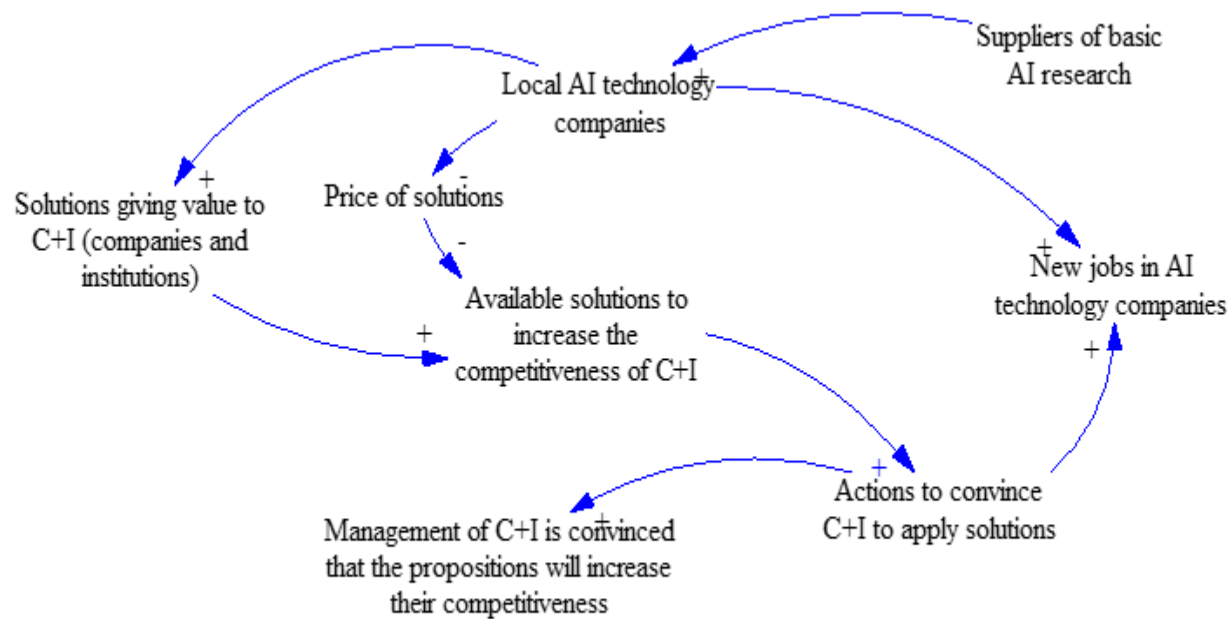 Suppliers of basic
AI research
Local AI technology
companies
+
+
Solutions giving value to
C+I (companies and
institutions)
-
Price of solutions
-
Available solutions to
increase the
competitiveness of C+I
+
+
New jobs in AI
technology companies
+
+
Actions to convince
C+I to apply solutions
+
Management of C+I is convinced
that the propositions will increase
their competitiveness